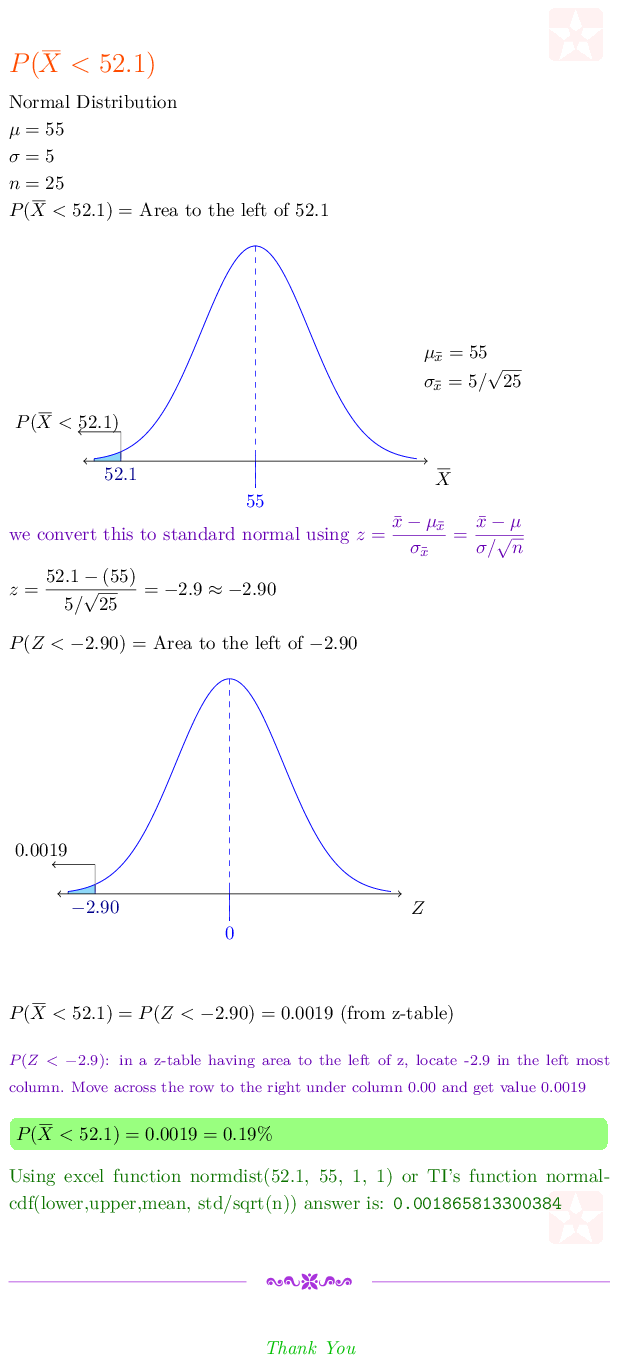 P(X̅ < 52.1)
Normal Distribution
μ = 55
σ = 5
n = 25
P(X̅ < 52.1) = Area to the left of 52.1
μ_x̄ = 55
σ_x̄ = 5/√25
P(X̅ < 52.1)
52.1
X̅
55
we convert this to standard normal using z = (x̄ − μ_x̄)/σ_x̄ = (x̄ − μ)/(σ/√n)
z = (52.1 − (55))/(5/√25) = −2.9 ≈ −2.90
P(Z < −2.90) = Area to the left of −2.90
0.0019
−2.90
Z
0
P(X̅ < 52.1) = P(Z < −2.90) = 0.0019 (from z-table)
P(Z < −2.9): in a z-table having area to the left of z, locate -2.9 in the left most
column. Move across the row to the right under column 0.00 and get value 0.0019
P(X̅ < 52.1) = 0.0019 = 0.19%
Using excel function normdist(52.1, 55, 1, 1) or TI's function normal-
cdf(lower,upper,mean, std/sqrt(n)) answer is: 0.001865813300384
Thank You